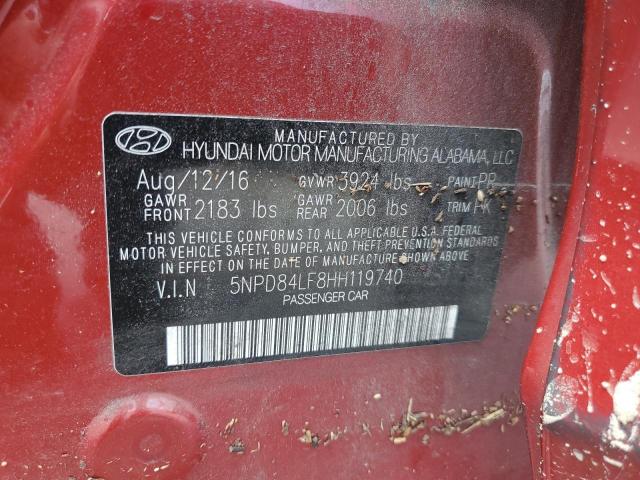 MANUFACTURED BY
HYUNDAI MOTOR MANUFACTURING ALABAMA, LLC
Aug/12/16 GVWR 3924 lbs PAINT PR
GAWR FRONT 2183 lbs GAWR REAR 2006 lbs TRIM PK
THIS VEHICLE CONFORMS TO ALL APPLICABLE U.S.A. FEDERAL
MOTOR VEHICLE SAFETY, BUMPER, AND THEFT PREVENTION STANDARDS
IN EFFECT ON THE DATE OF MANUFACTURE SHOWN ABOVE.
V.I.N 5NPD84LF8HH119740
PASSENGER CAR